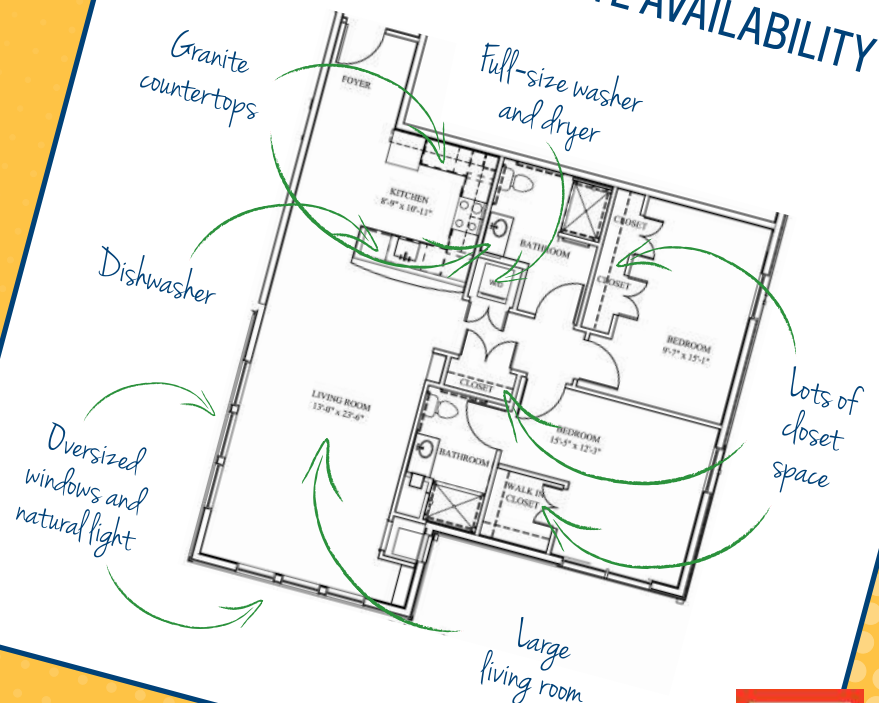 AVAILABILITY
Granite
countertops
Full-size washer
and dryer
FOYER
KITCHEN
8'-9" x 10'-11"
CLOSET
BATHROOM
Dishwasher
W/D
CLOSET
BEDROOM
9'-7" x 15'-1"
CLOSET
LIVING ROOM
13'-0" x 23'-6"
Lots of
closet
space
BEDROOM
15'-5" x 12'-3"
Oversized
windows and
natural light
BATHROOM
WALK IN
CLOSET
Large
living room